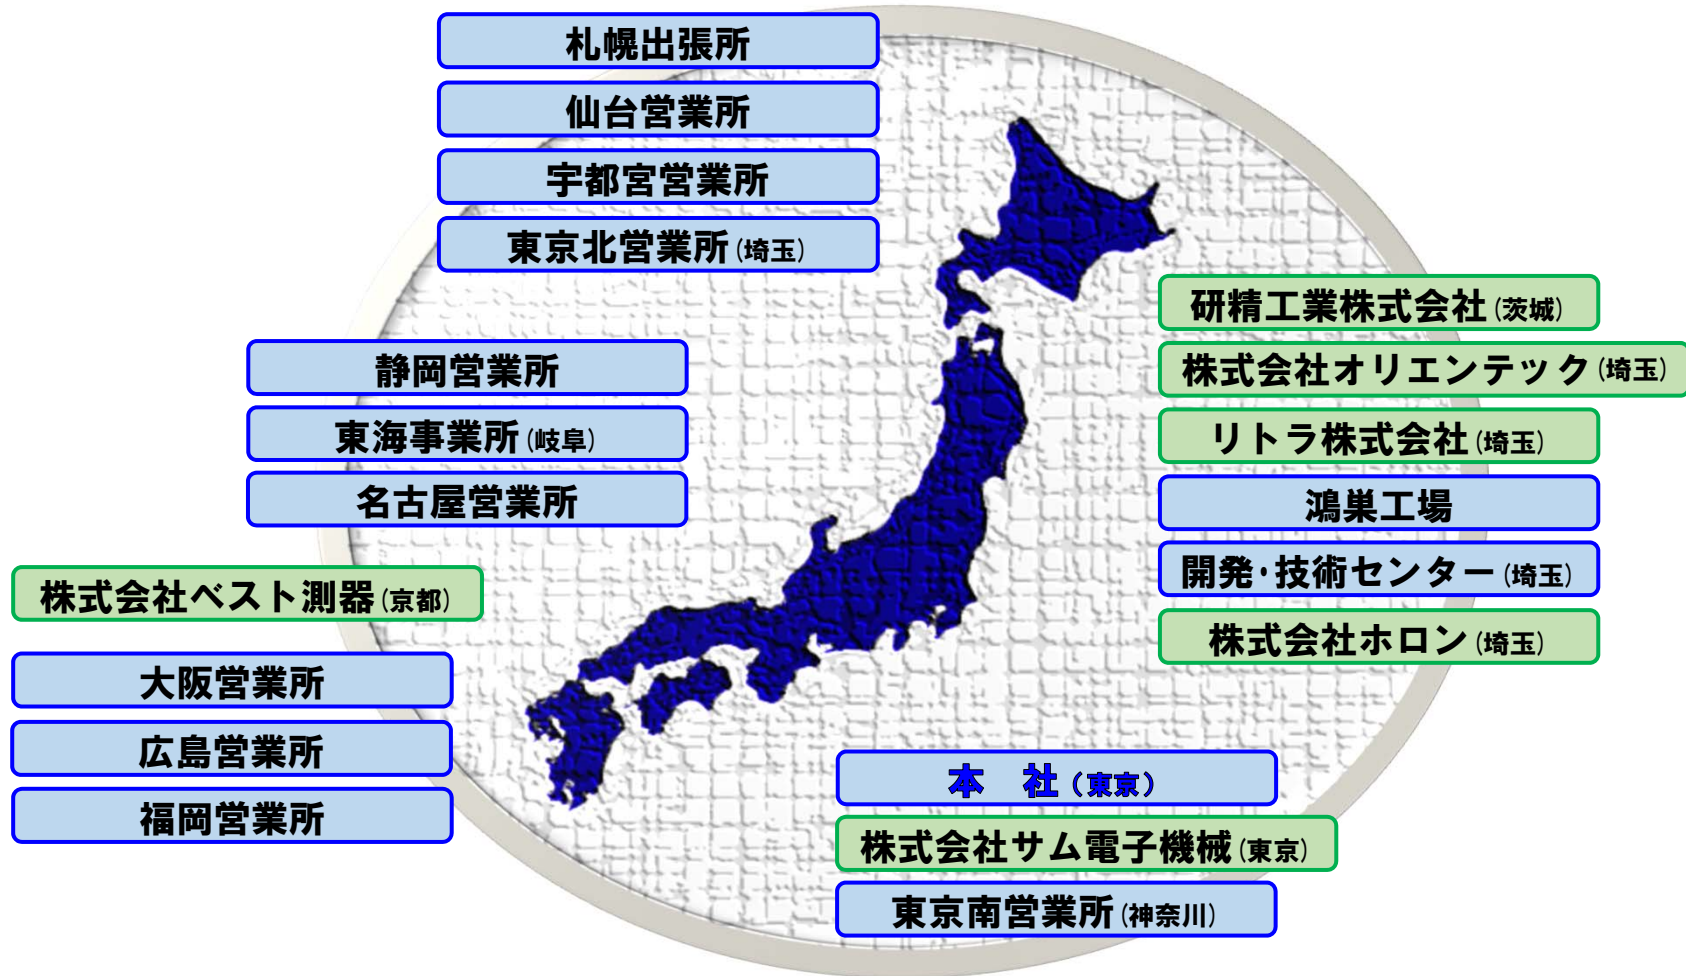 札幌出張所
仙台営業所
宇都宮営業所
東京北営業所(埼玉)
静岡営業所
東海事業所(岐阜)
名古屋営業所
株式会社ベスト測器(京都)
大阪営業所
広島営業所
福岡営業所
研精工業株式会社(茨城)
株式会社オリエンテック(埼玉)
リトラ株式会社(埼玉)
鴻巣工場
開発・技術センター(埼玉)
株式会社ホロン(埼玉)
本　社(東京)
株式会社サム電子機械(東京)
東京南営業所(神奈川)